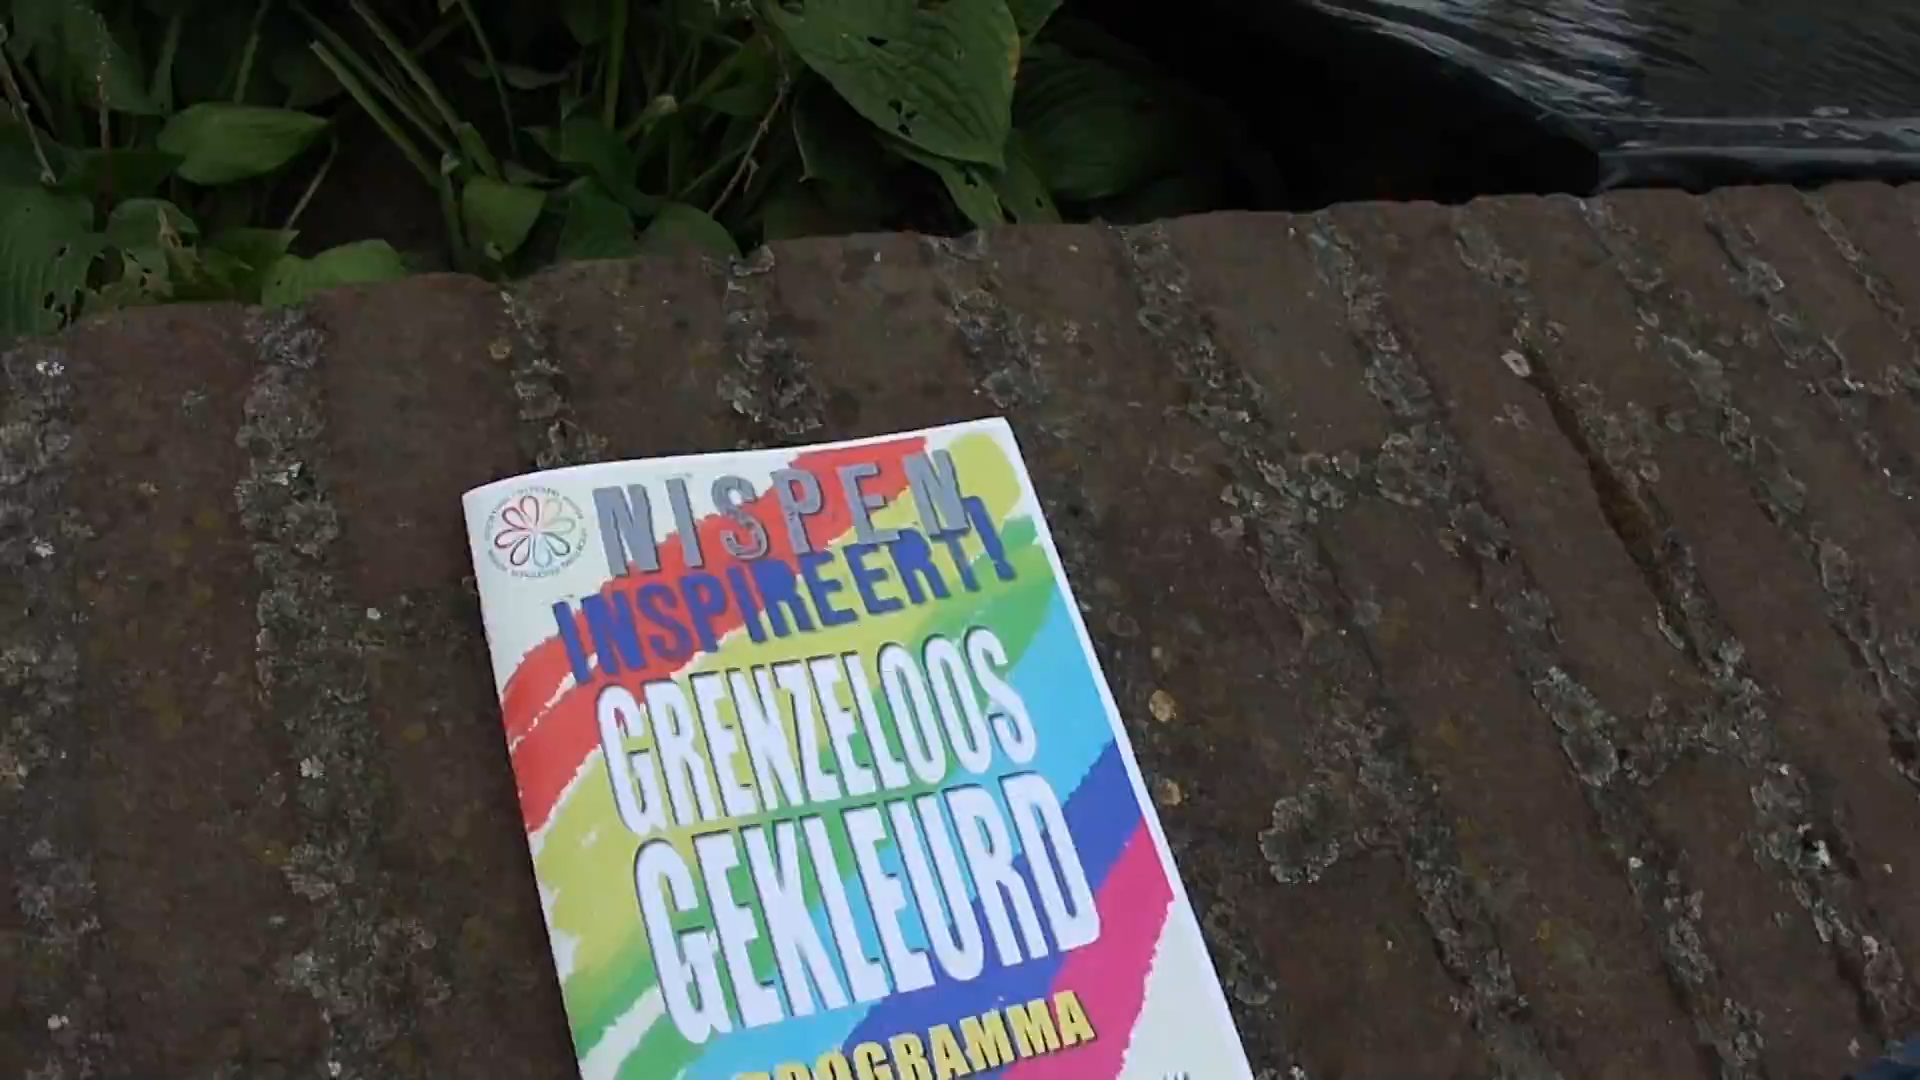 NISPEN
INSPIREERT!
GRENZELOOS
GEKLEURD
PROGRAMMA